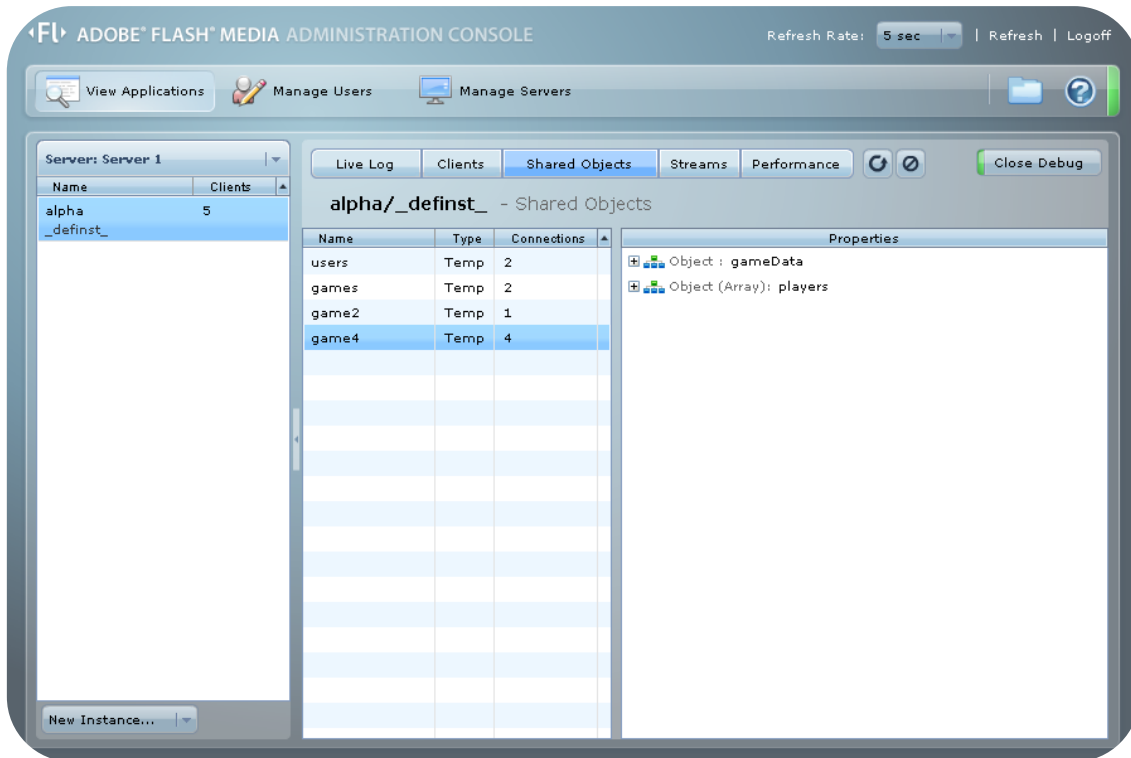 Fl ADOBE® FLASH® MEDIA ADMINISTRATION CONSOLE
Refresh Rate: 5 sec | Refresh | Logoff
View Applications Manage Users Manage Servers ?
Server: Server 1
Name Clients
alpha 5
_definst_
New Instance...
Live Log Clients Shared Objects Streams Performance Close Debug
alpha/_definst_ - Shared Objects
Name Type Connections
users Temp 2
games Temp 2
game2 Temp 1
game4 Temp 4
Properties
Object : gameData
Object (Array): players